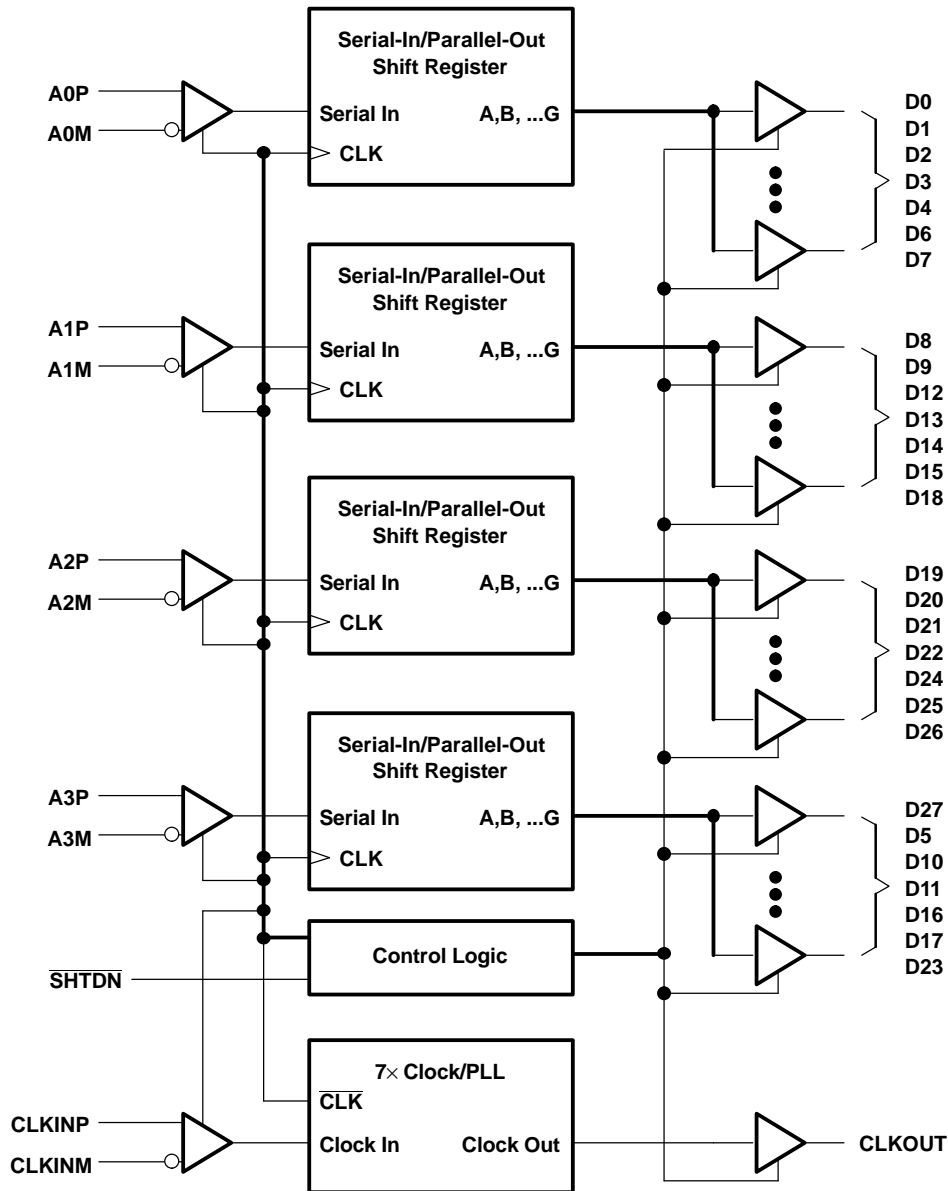 Serial-In/Parallel-Out
Shift Register
A0P
A0M
Serial In
A,B, ...G
CLK
D0
D1
D2
D3
D4
D6
D7
Serial-In/Parallel-Out
Shift Register
A1P
A1M
Serial In
A,B, ...G
CLK
D8
D9
D12
D13
D14
D15
D18
Serial-In/Parallel-Out
Shift Register
A2P
A2M
Serial In
A,B, ...G
CLK
D19
D20
D21
D22
D24
D25
D26
Serial-In/Parallel-Out
Shift Register
A3P
A3M
Serial In
A,B, ...G
CLK
D27
D5
D10
D11
D16
D17
D23
Control Logic
SHTDN
7× Clock/PLL
CLK
CLKINP
CLKINM
Clock In
Clock Out
CLKOUT